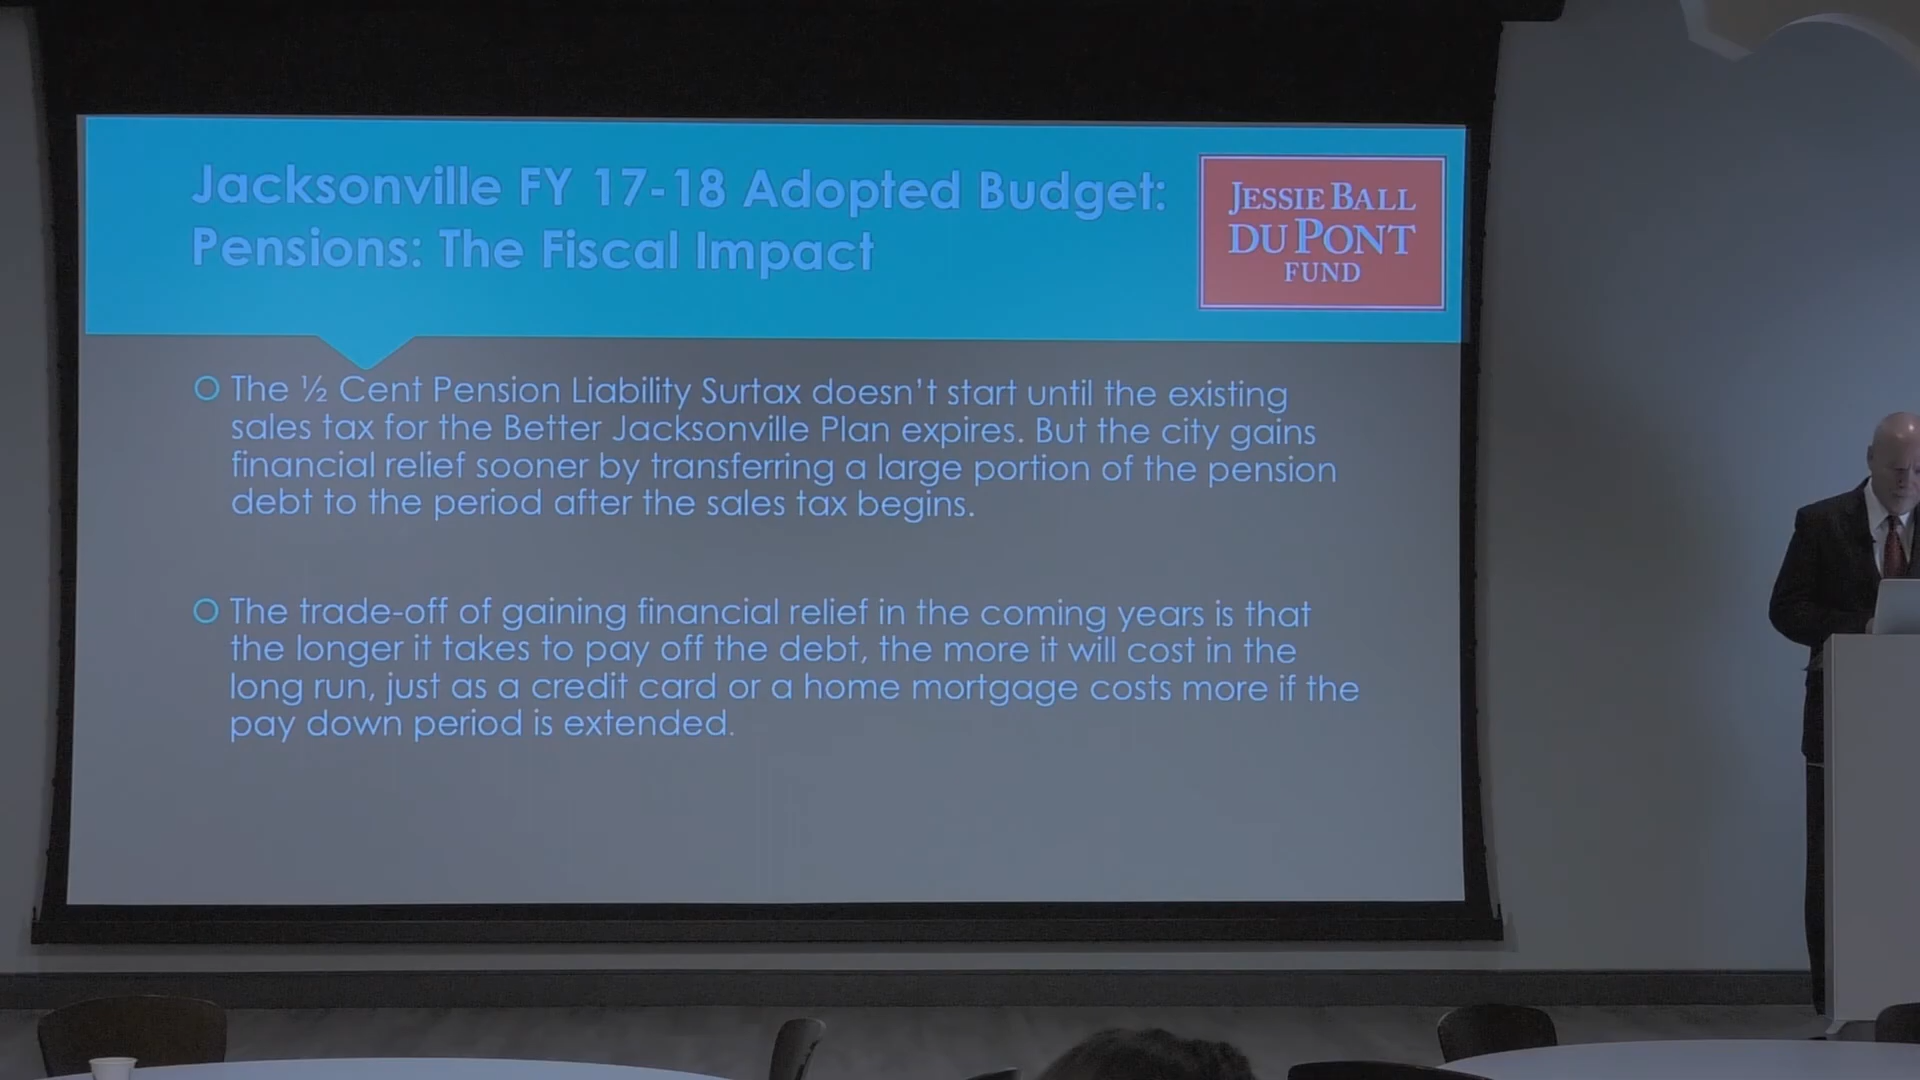 Jacksonville FY 17-18 Adopted Budget:
Pensions: The Fiscal Impact
JESSIE BALL
DU PONT
FUND
The ½ Cent Pension Liability Surtax doesn't start until the existing
sales tax for the Better Jacksonville Plan expires. But the city gains
financial relief sooner by transferring a large portion of the pension
debt to the period after the sales tax begins.
The trade-off of gaining financial relief in the coming years is that
the longer it takes to pay off the debt, the more it will cost in the
long run, just as a credit card or a home mortgage costs more if the
pay down period is extended.